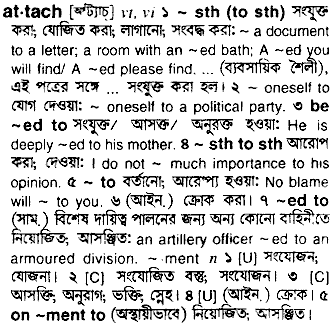 at·tach [অ্যট্যাচ] vt, vi ১ ~ sth (to sth) সংযুক্ত
করা; যোজিত করা; লাগানো; সংবদ্ধ করা: ~ a document
to a letter; a room with an ~ed bath; A ~ed you
will find/ A ~ed please find. ... (ব্যবসায়িক শৈলী),
এই পত্রের সঙ্গে ... সংযুক্ত করা হল। ২ ~ oneself to
যোগ দেওয়া: ~ oneself to a political party. ৩ be
~ed to সংযুক্ত/ আসক্ত/ অনুরক্ত হওয়া: He is
deeply ~ed to his mother. ৪ ~ sth to sth আরোপ
করা; দেওয়া: I do not ~ much importance to his
opinion. ৫ ~ to বর্তানো; আরোপ্য হওয়া: No blame
will ~ to you. ৬ (আইন.) ক্রোক করা। ৭ ~ed to
(সাম.) বিশেষ দায়িত্ব পালনের জন্য অন্য কোনো বাহিনীতে
নিয়োজিত; আসঞ্জিত: an artillery officer ~ed to an
armoured division. ~·ment n ১ [U] সংযোজন;
যোজনা। ২ [C] সংযোজিত বস্তু; সংযোজন। ৩ [C]
আসক্তি; অনুরাগ; ভক্তি; স্নেহ। ৪ [U] (আইন.) ক্রোক। ৫
on ~ment to (অস্থায়ীভাবে) নিয়োজিত; আসঞ্জিত।